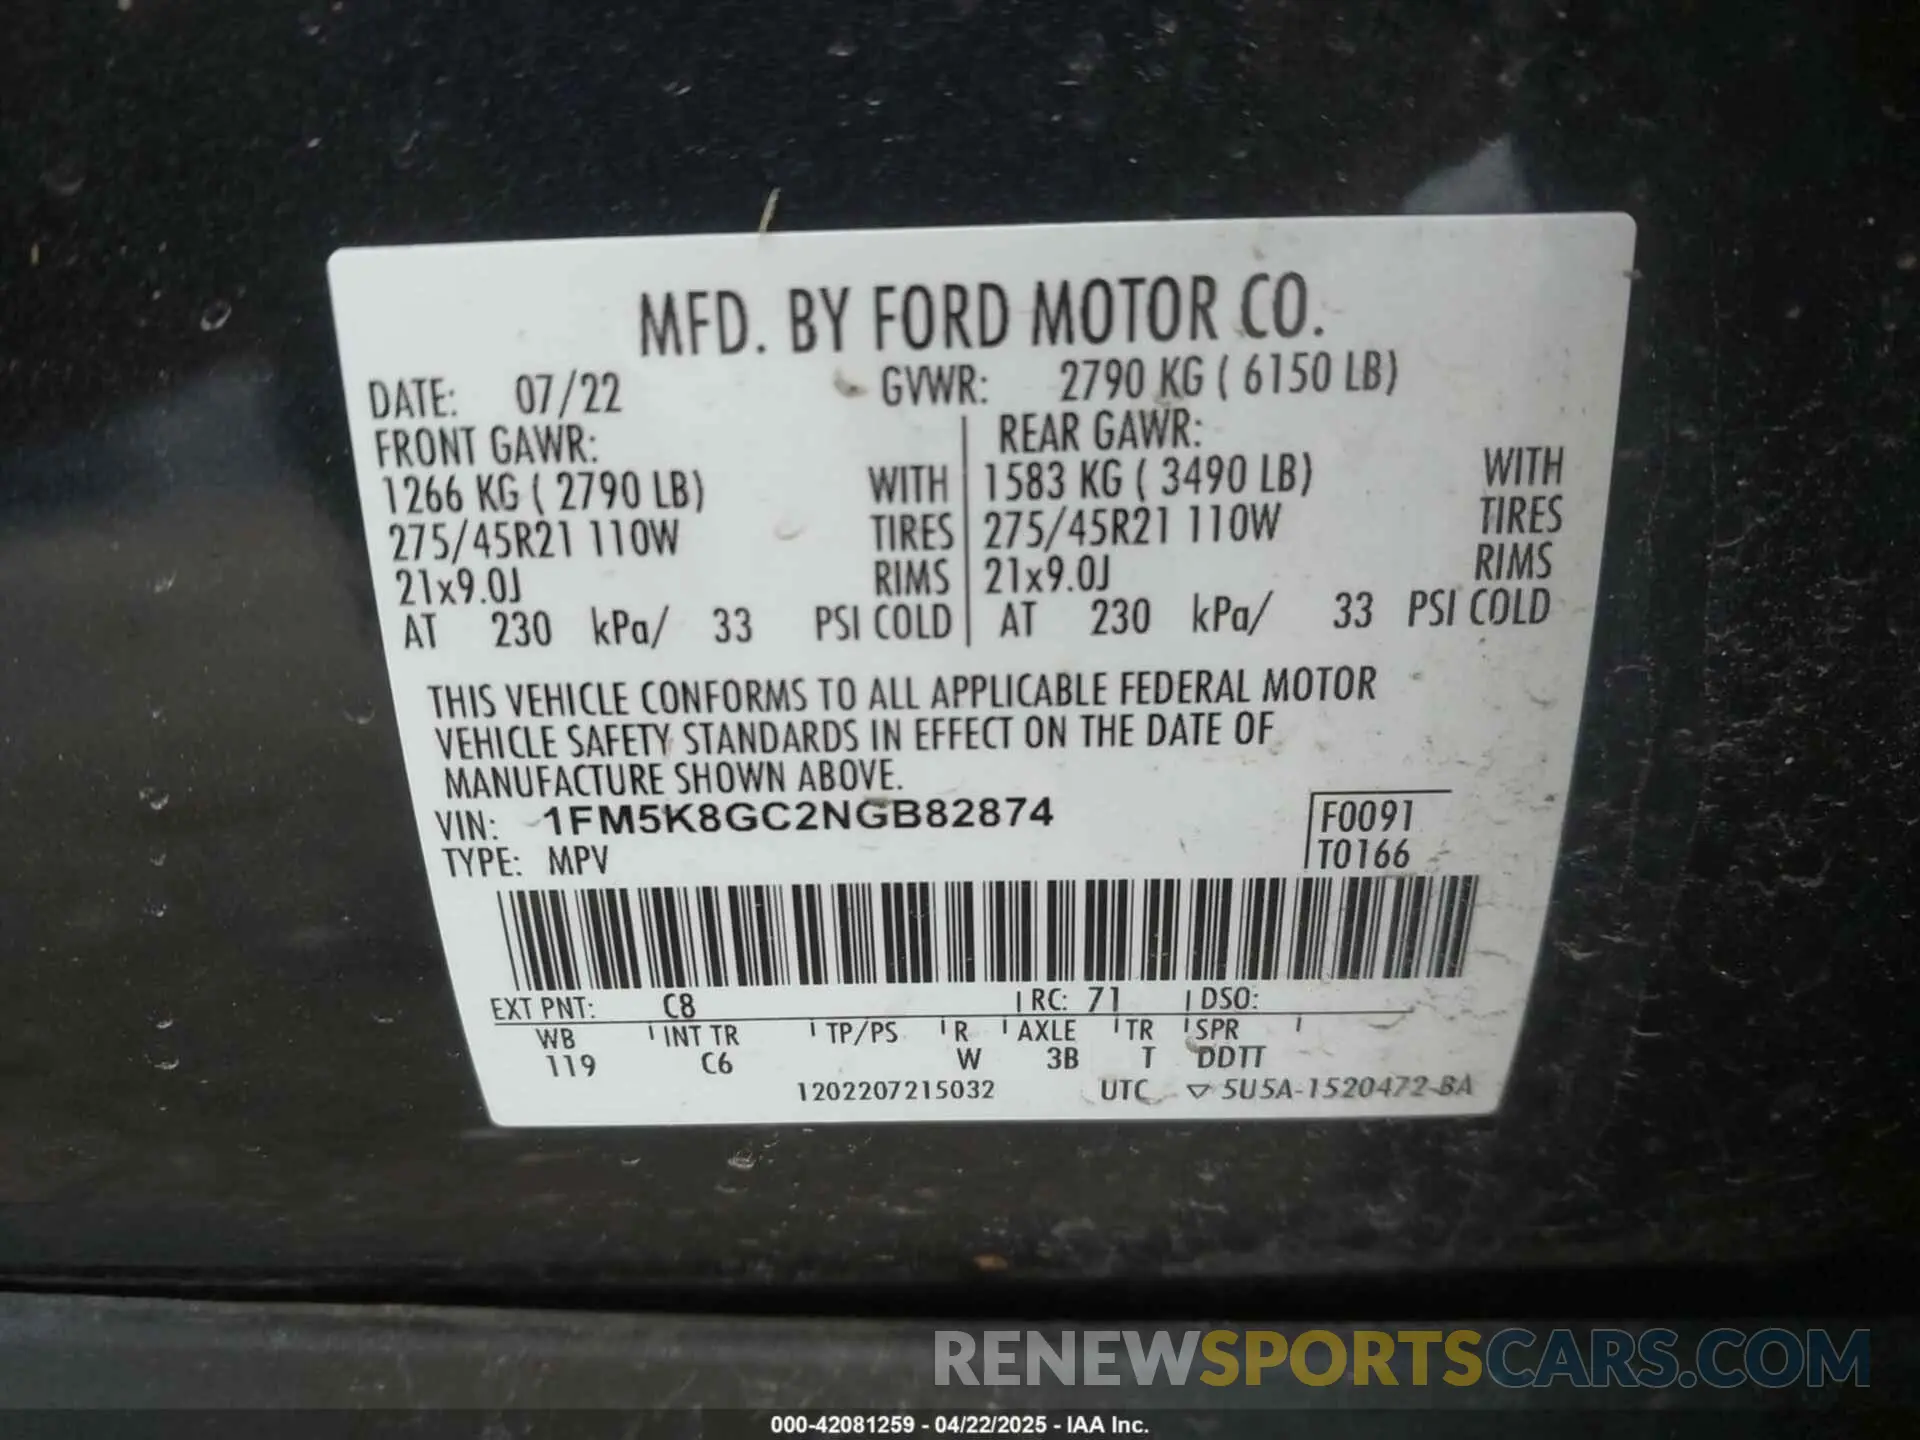 MFD. BY FORD MOTOR CO.
DATE: 07/22 GVWR: 2790 KG ( 6150 LB)
FRONT GAWR: REAR GAWR:
1266 KG ( 2790 LB) WITH 1583 KG ( 3490 LB) WITH
275/45R21 110W TIRES 275/45R21 110W TIRES
21x9.0J RIMS 21x9.0J RIMS
AT 230 kPa/ 33 PSI COLD AT 230 kPa/ 33 PSI COLD
THIS VEHICLE CONFORMS TO ALL APPLICABLE FEDERAL MOTOR
VEHICLE SAFETY STANDARDS IN EFFECT ON THE DATE OF
MANUFACTURE SHOWN ABOVE.
VIN: 1FM5K8GC2NGB82874 F0091
TYPE: MPV T0166
EXT PNT: C8 RC: 71 DSO:
WB INT TR TP/PS R AXLE TR SPR
119 C6 W 3B T DDTT
1202207215032 UTC ▽ 5U5A-1520472-BA
RENEWSPORTSCARS.COM
000-42081259 - 04/22/2025 - IAA Inc.